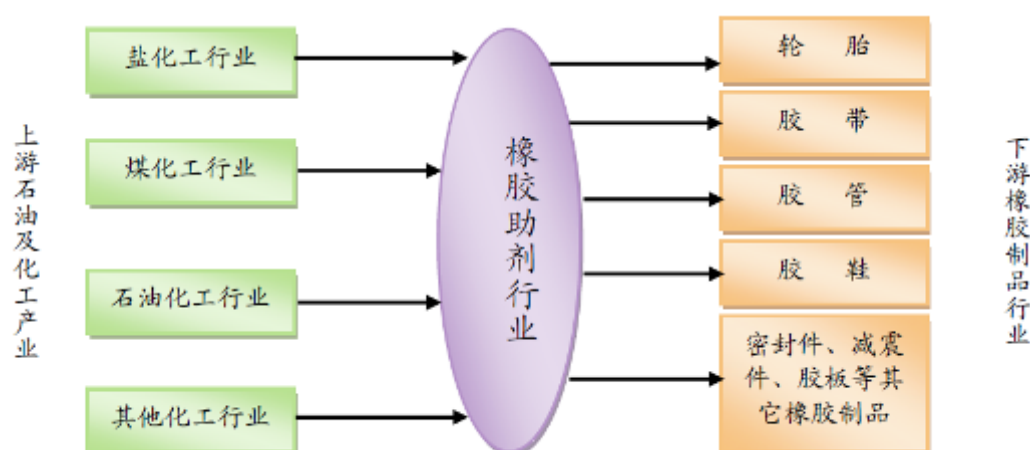 上游石油及化工产业
盐化工行业
煤化工行业
石油化工行业
其他化工行业
橡胶助剂行业
轮 胎
胶 带
胶 管
胶 鞋
密封件、减震
件、胶板等其
它橡胶制品
下游橡胶制品行业